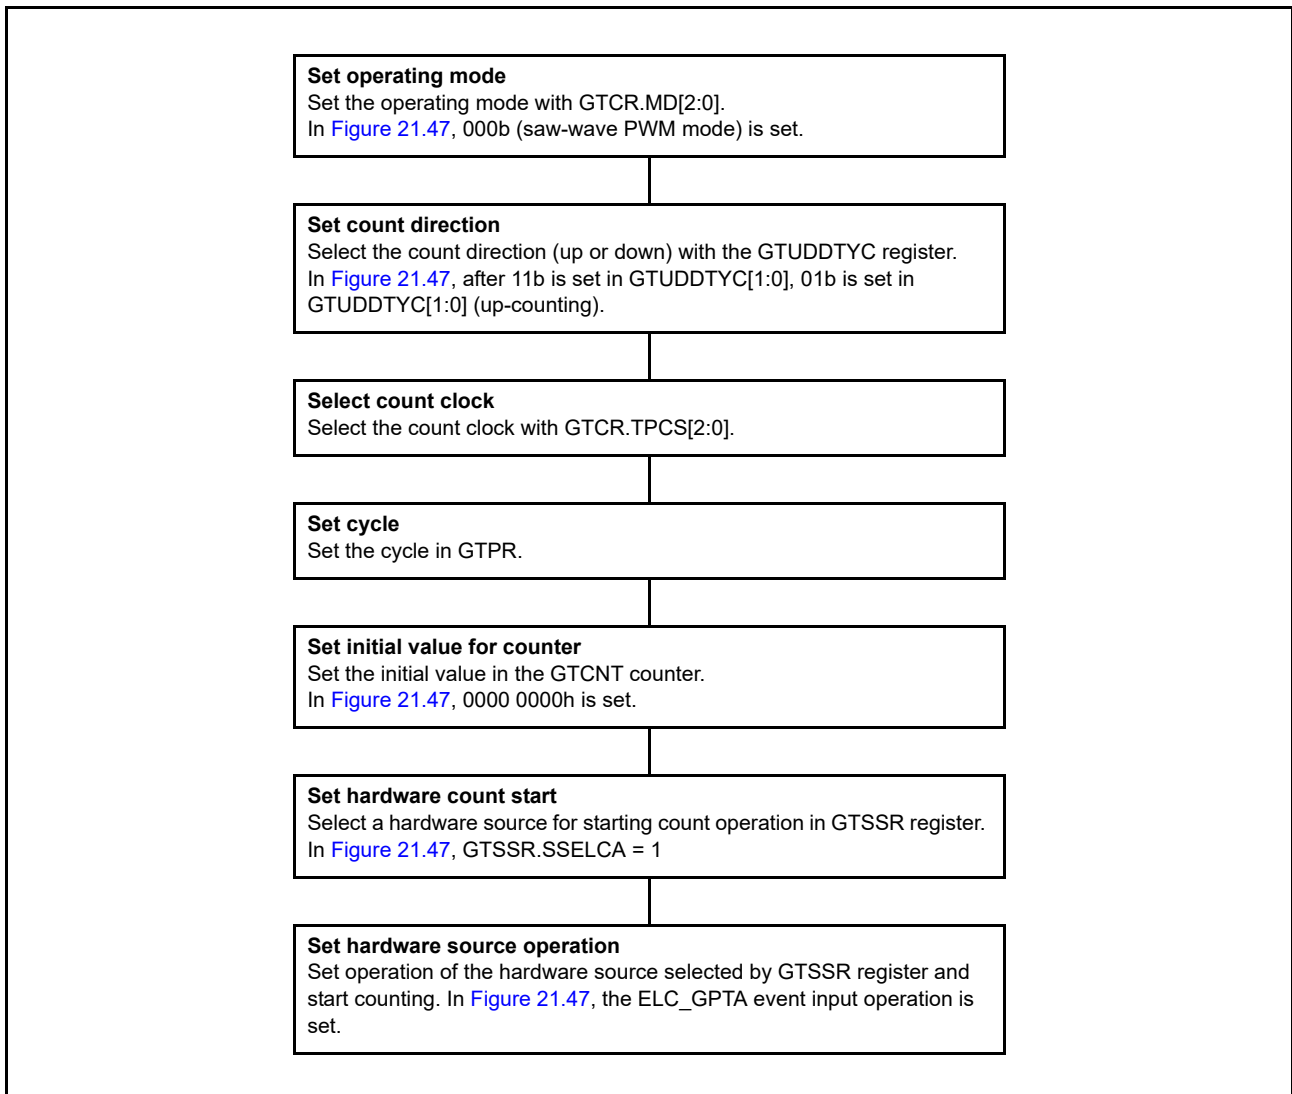 Set operating mode
Set the operating mode with GTCR.MD[2:0].
In Figure 21.47, 000b (saw-wave PWM mode) is set.
Set count direction
Select the count direction (up or down) with the GTUDDTYC register.
In Figure 21.47, after 11b is set in GTUDDTYC[1:0], 01b is set in
GTUDDTYC[1:0] (up-counting).
Select count clock
Select the count clock with GTCR.TPCS[2:0].
Set cycle
Set the cycle in GTPR.
Set initial value for counter
Set the initial value in the GTCNT counter.
In Figure 21.47, 0000 0000h is set.
Set hardware count start
Select a hardware source for starting count operation in GTSSR register.
In Figure 21.47, GTSSR.SSELCA = 1
Set hardware source operation
Set operation of the hardware source selected by GTSSR register and
start counting. In Figure 21.47, the ELC_GPTA event input operation is
set.